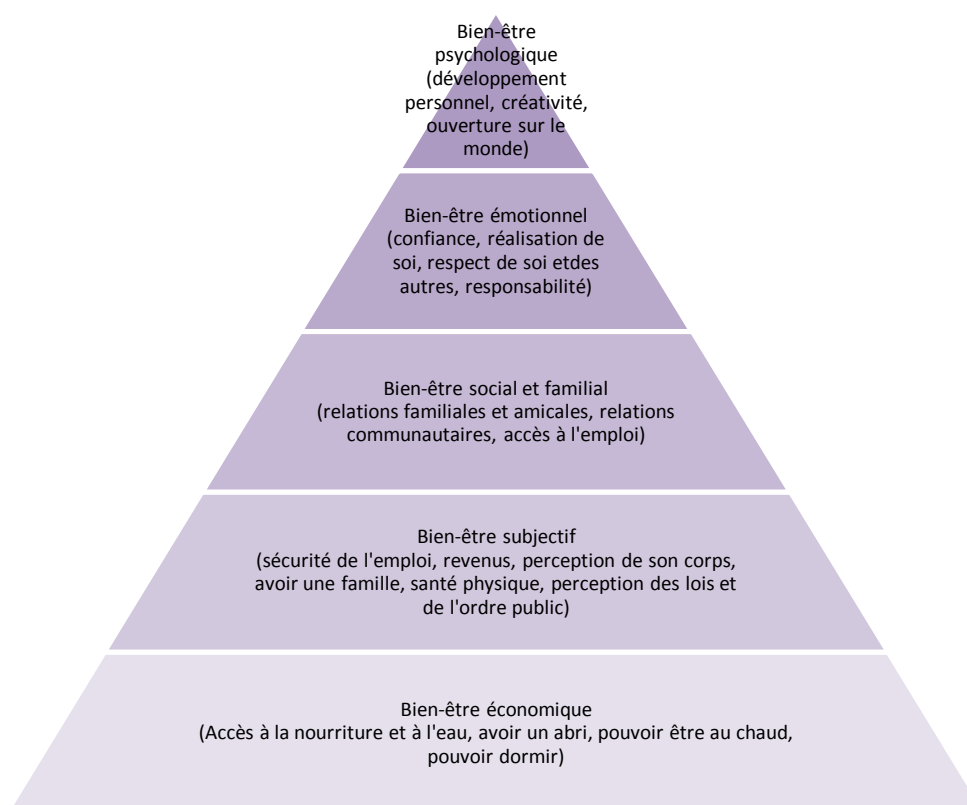 Bien-être
psychologique
(développement
personnel, créativité,
ouverture sur le
monde)
Bien-être émotionnel
(confiance, réalisation de
soi, respect de soi etdes
autres, responsabilité)
Bien-être social et familial
(relations familiales et amicales, relations
communautaires, accès à l'emploi)
Bien-être subjectif
(sécurité de l'emploi, revenus, perception de son corps,
avoir une famille, santé physique, perception des lois et
de l'ordre public)
Bien-être économique
(Accès à la nourriture et à l'eau, avoir un abri, pouvoir être au chaud,
pouvoir dormir)